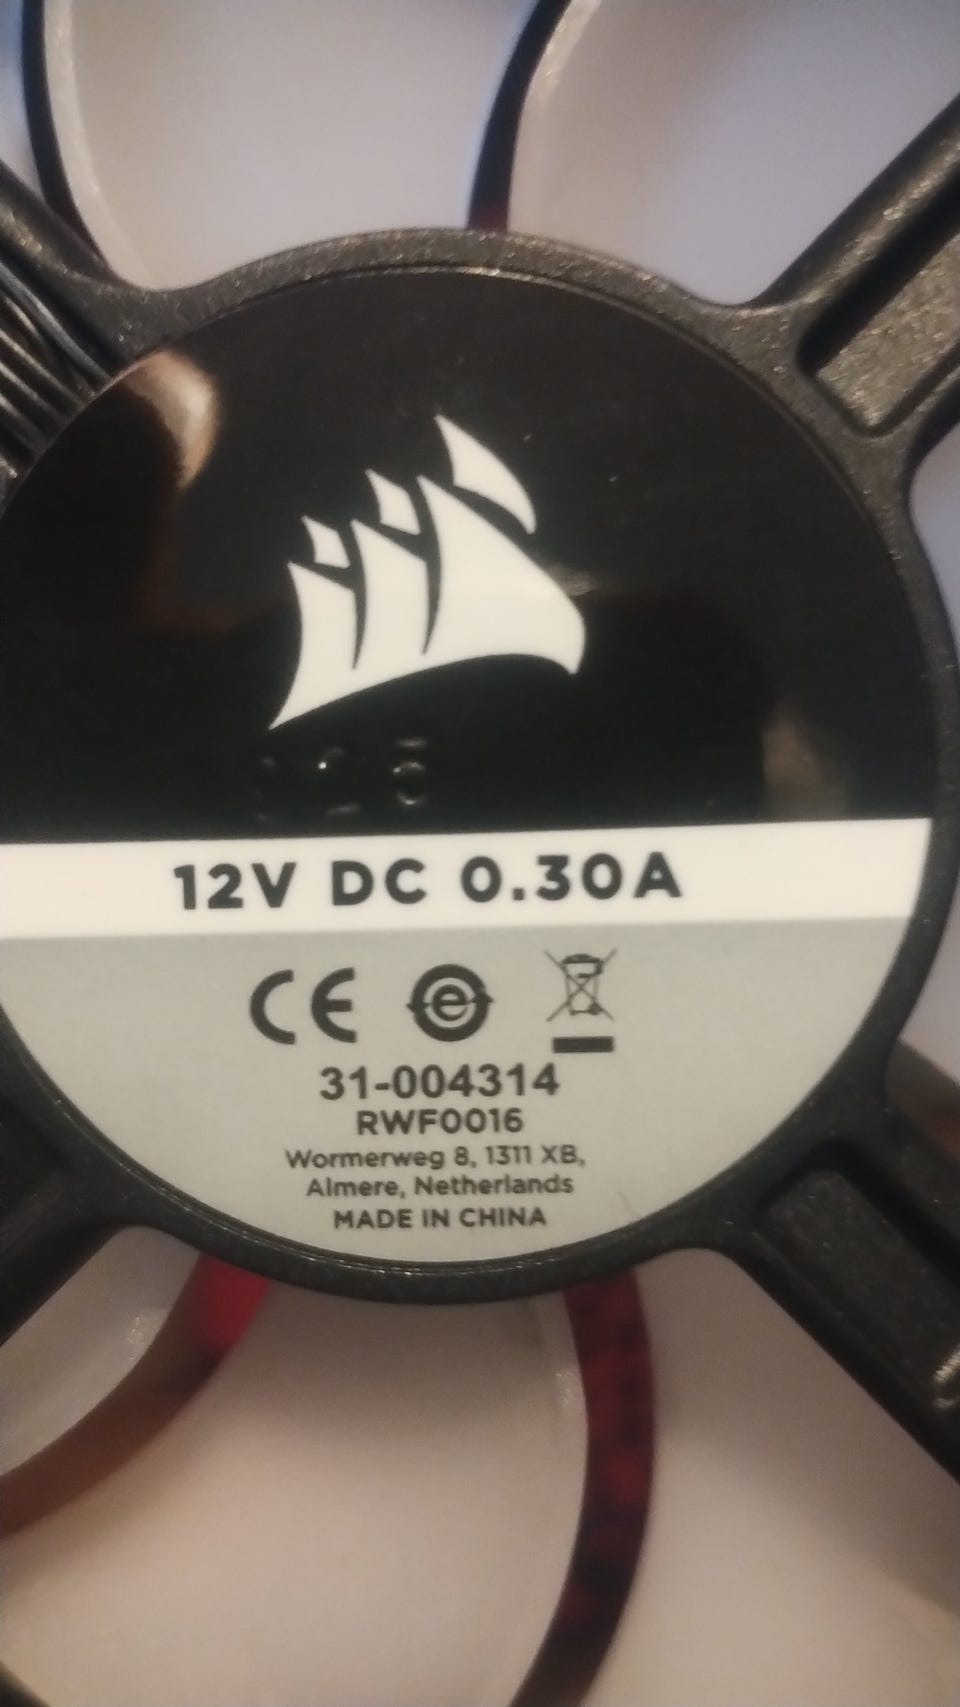 12V DC 0.30A
CE
e
31-004314
RWF0016
Wormerweg 8, 1311 XB,
Almere, Netherlands
MADE IN CHINA